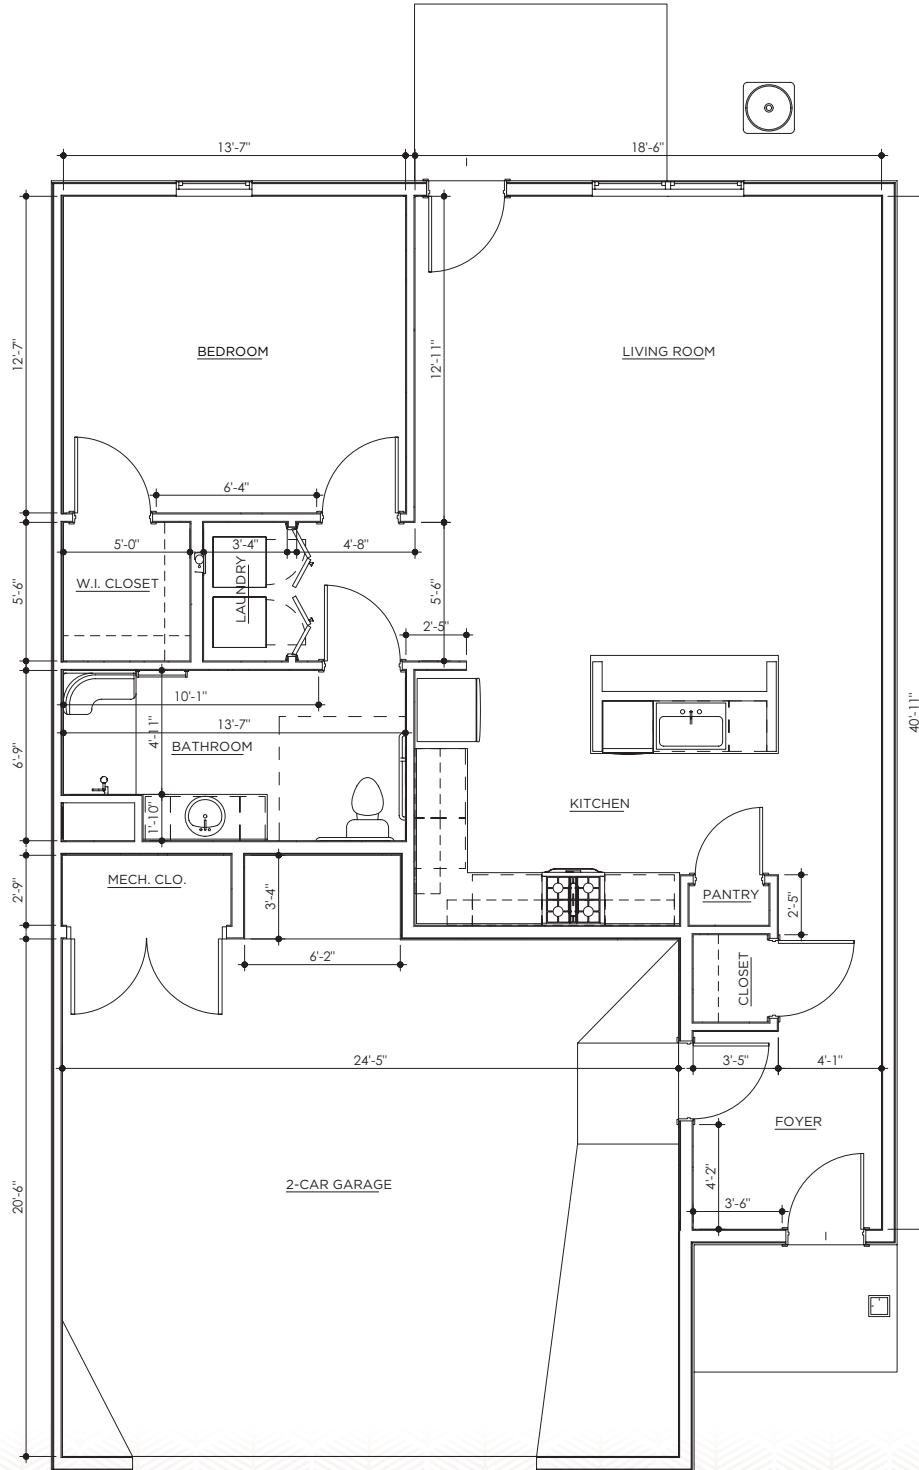 13'-7"
18'-6"
12'-7"
12'-11"
BEDROOM
LIVING ROOM
6'-4"
5'-0"
3'-4"
4'-8"
W.I. CLOSET
LAUNDRY
5'-6"
5'-6"
2'-5"
10'-1"
13'-7"
4'-11"
BATHROOM
6'-9"
40'-11"
KITCHEN
1'-10"
MECH. CLO.
2'-9"
3'-4"
PANTRY
2'-5"
6'-2"
CLOSET
24'-5"
3'-5"
4'-1"
FOYER
4'-2"
2-CAR GARAGE
20'-6"
3'-6"